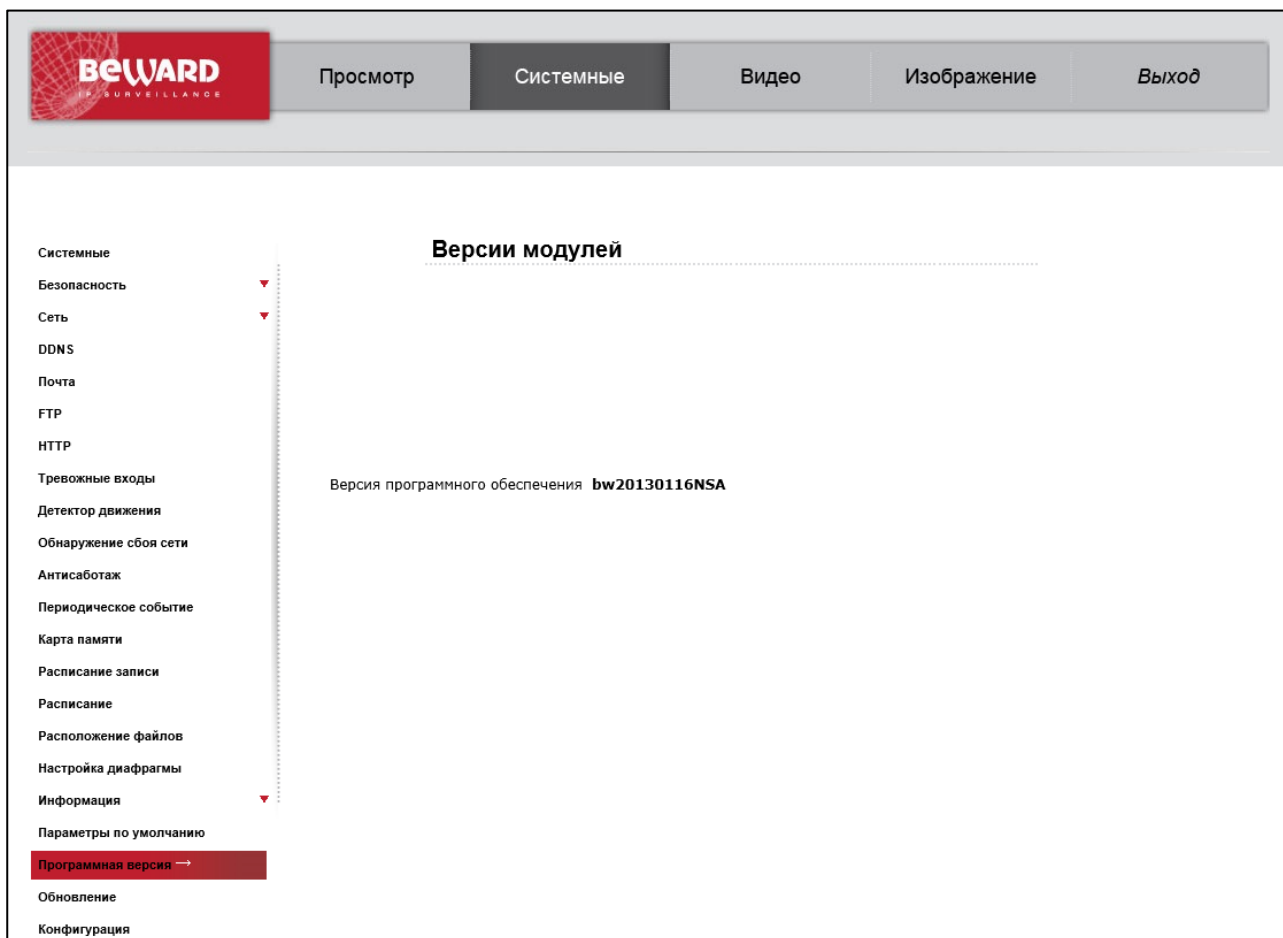 BEWARD
IP SURVEILLANCE
Просмотр
Системные
Видео
Изображение
Выход
Версии модулей
Системные
Безопасность
Сеть
DDNS
Почта
FTP
HTTP
Тревожные входы
Детектор движения
Обнаружение сбоя сети
Антисаботаж
Периодическое событие
Карта памяти
Расписание записи
Расписание
Расположение файлов
Настройка диафрагмы
Информация
Параметры по умолчанию
Программная версия →
Обновление
Конфигурация
Версия программного обеспечения bw20130116NSA